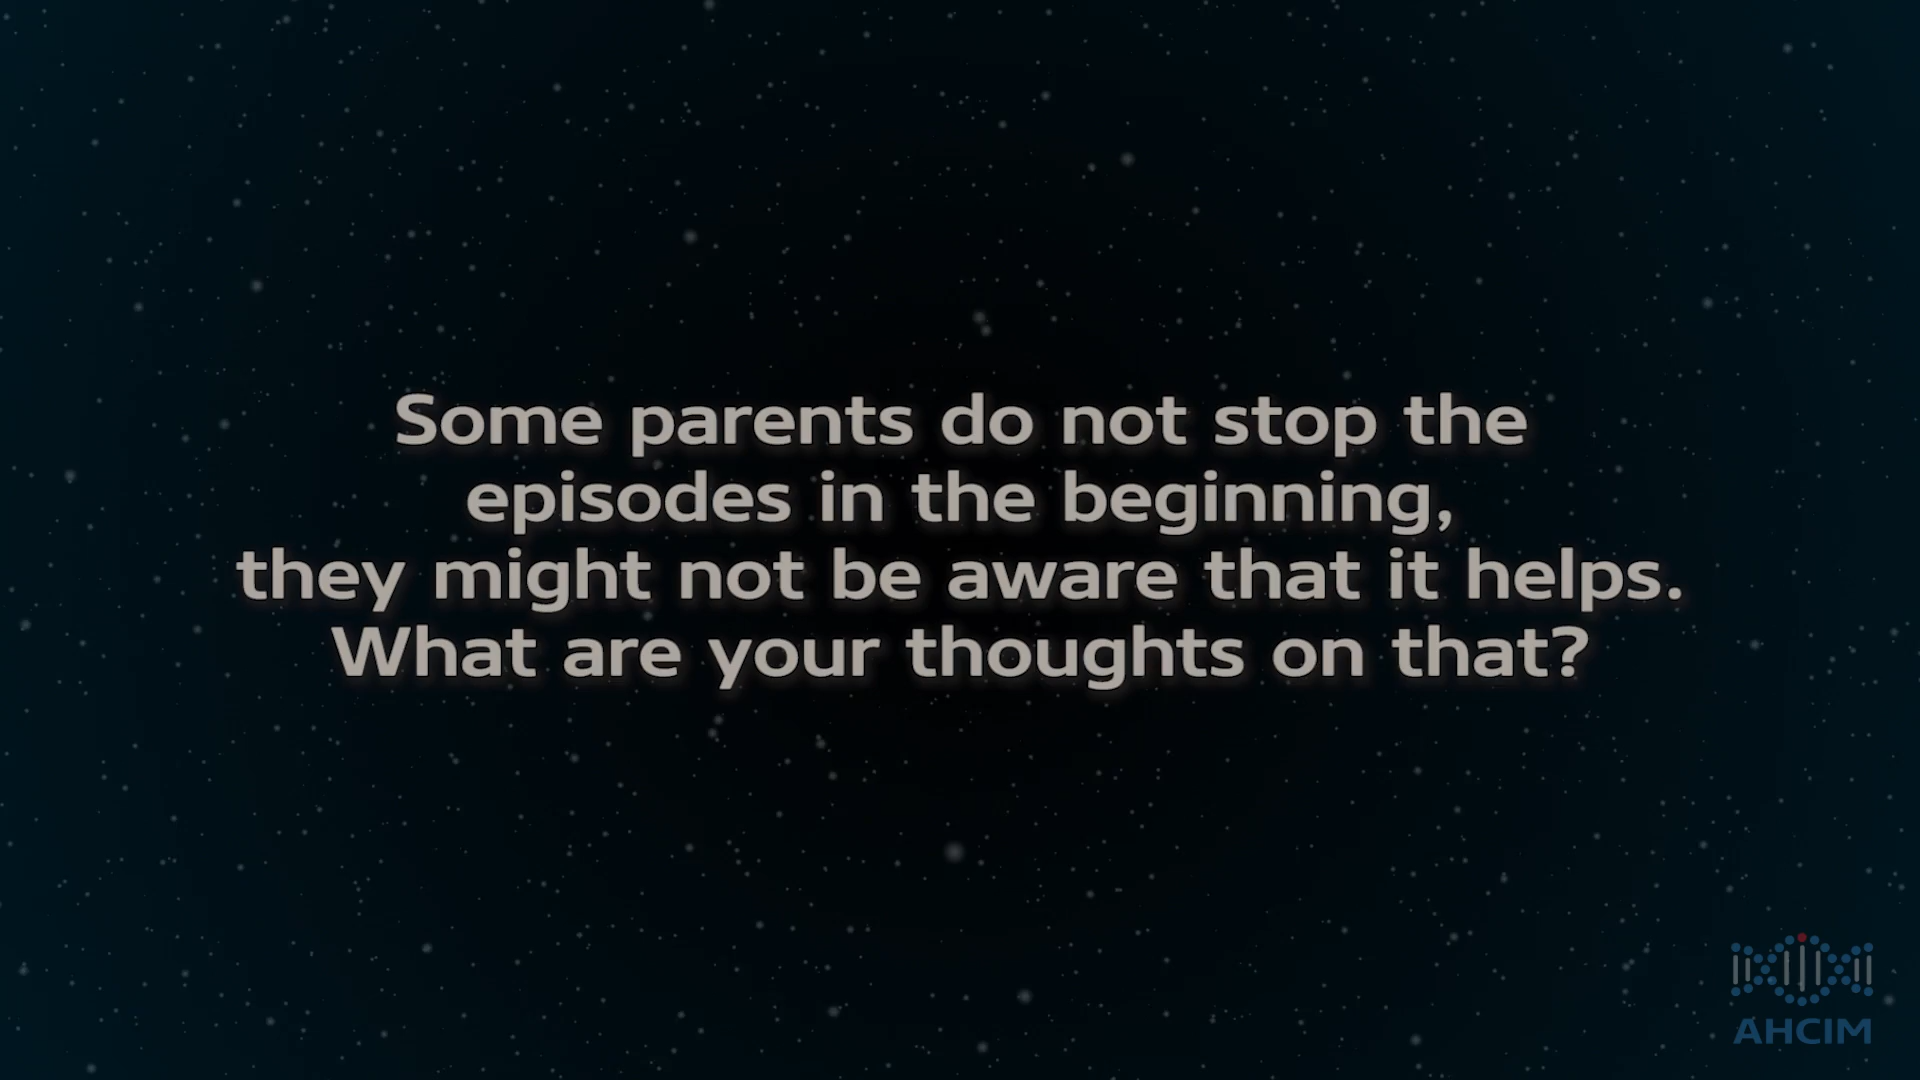 Some parents do not stop the
episodes in the beginning,
they might not be aware that it helps.
What are your thoughts on that?
AHCIM